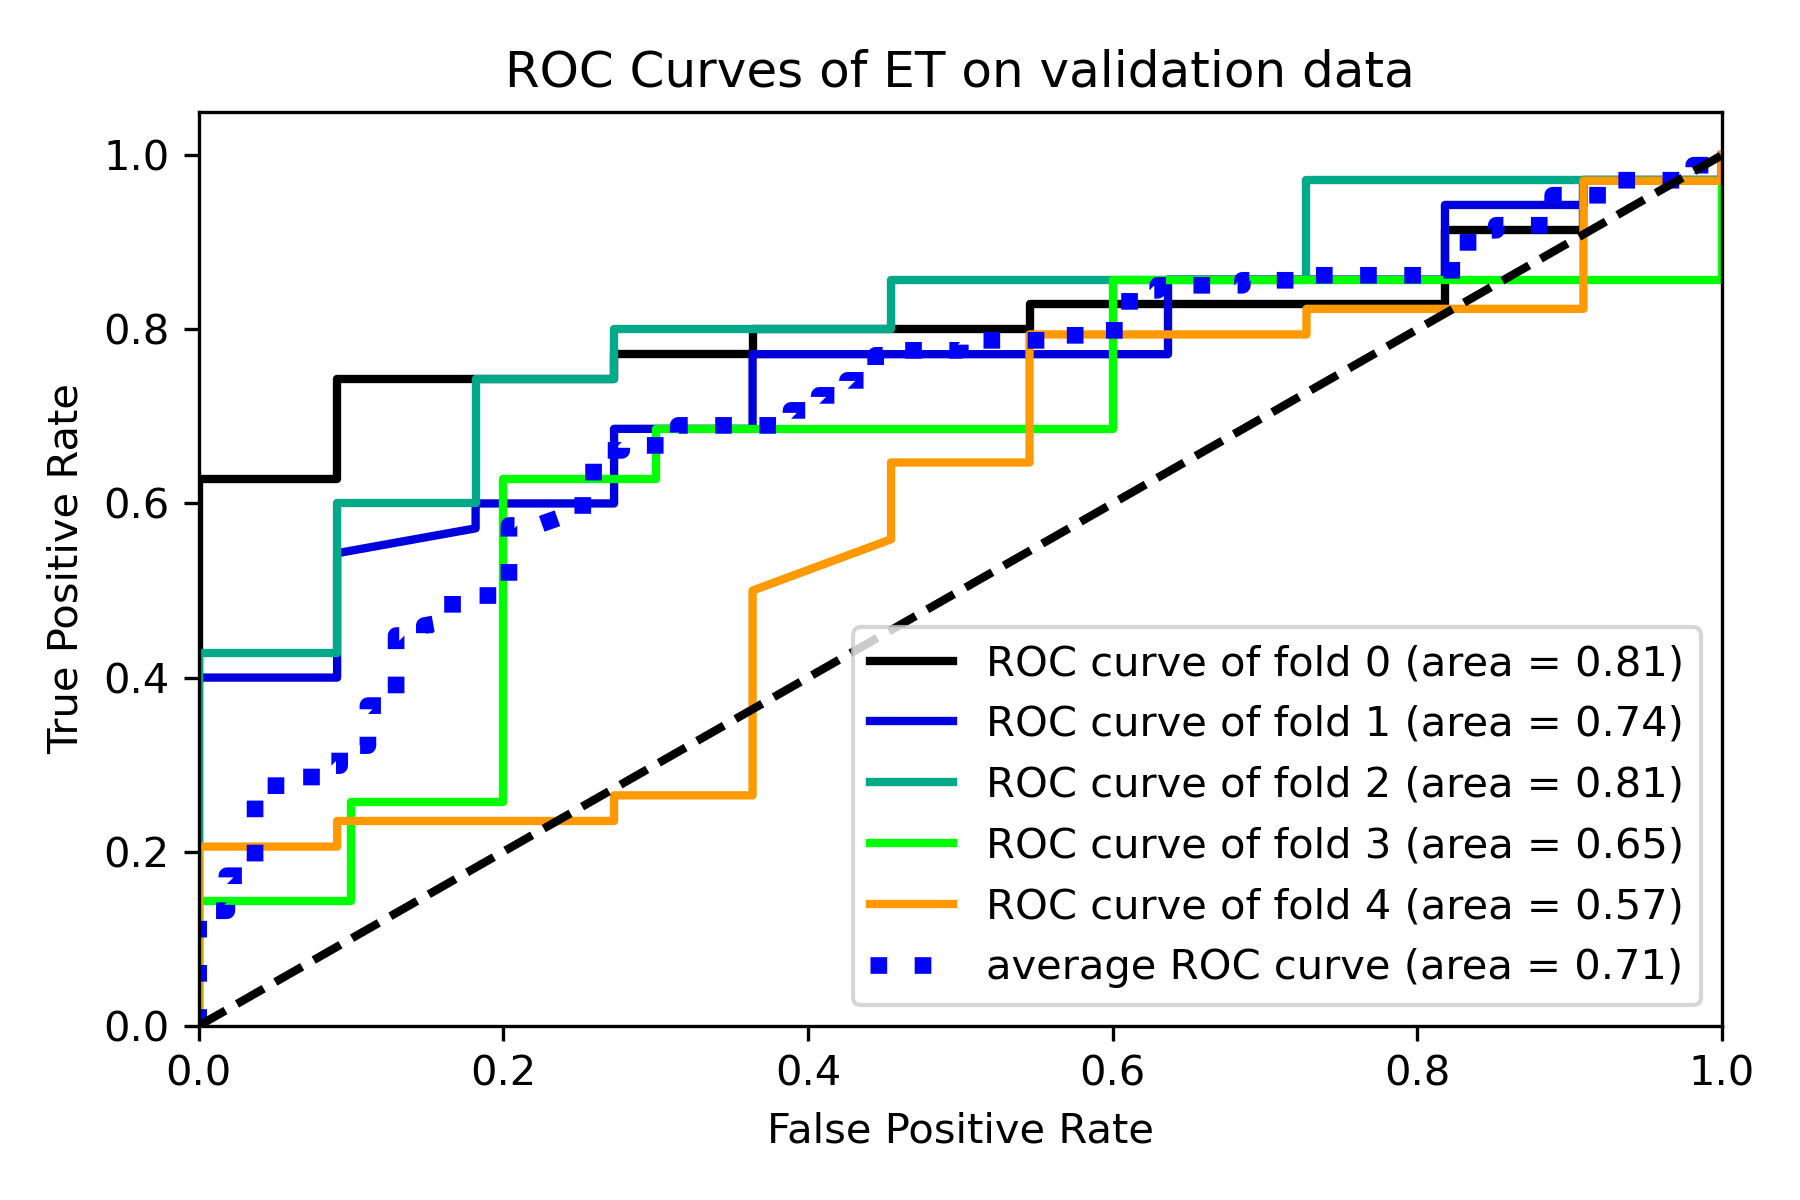 ROC Curves of ET on validation data
1.0
0.8
0.6
0.4
0.2
0.0
True Positive Rate
ROC curve of fold 0 (area = 0.81)
ROC curve of fold 1 (area = 0.74)
ROC curve of fold 2 (area = 0.81)
ROC curve of fold 3 (area = 0.65)
ROC curve of fold 4 (area = 0.57)
average ROC curve (area = 0.71)
0.0 0.2 0.4 0.6 0.8 1.0
False Positive Rate